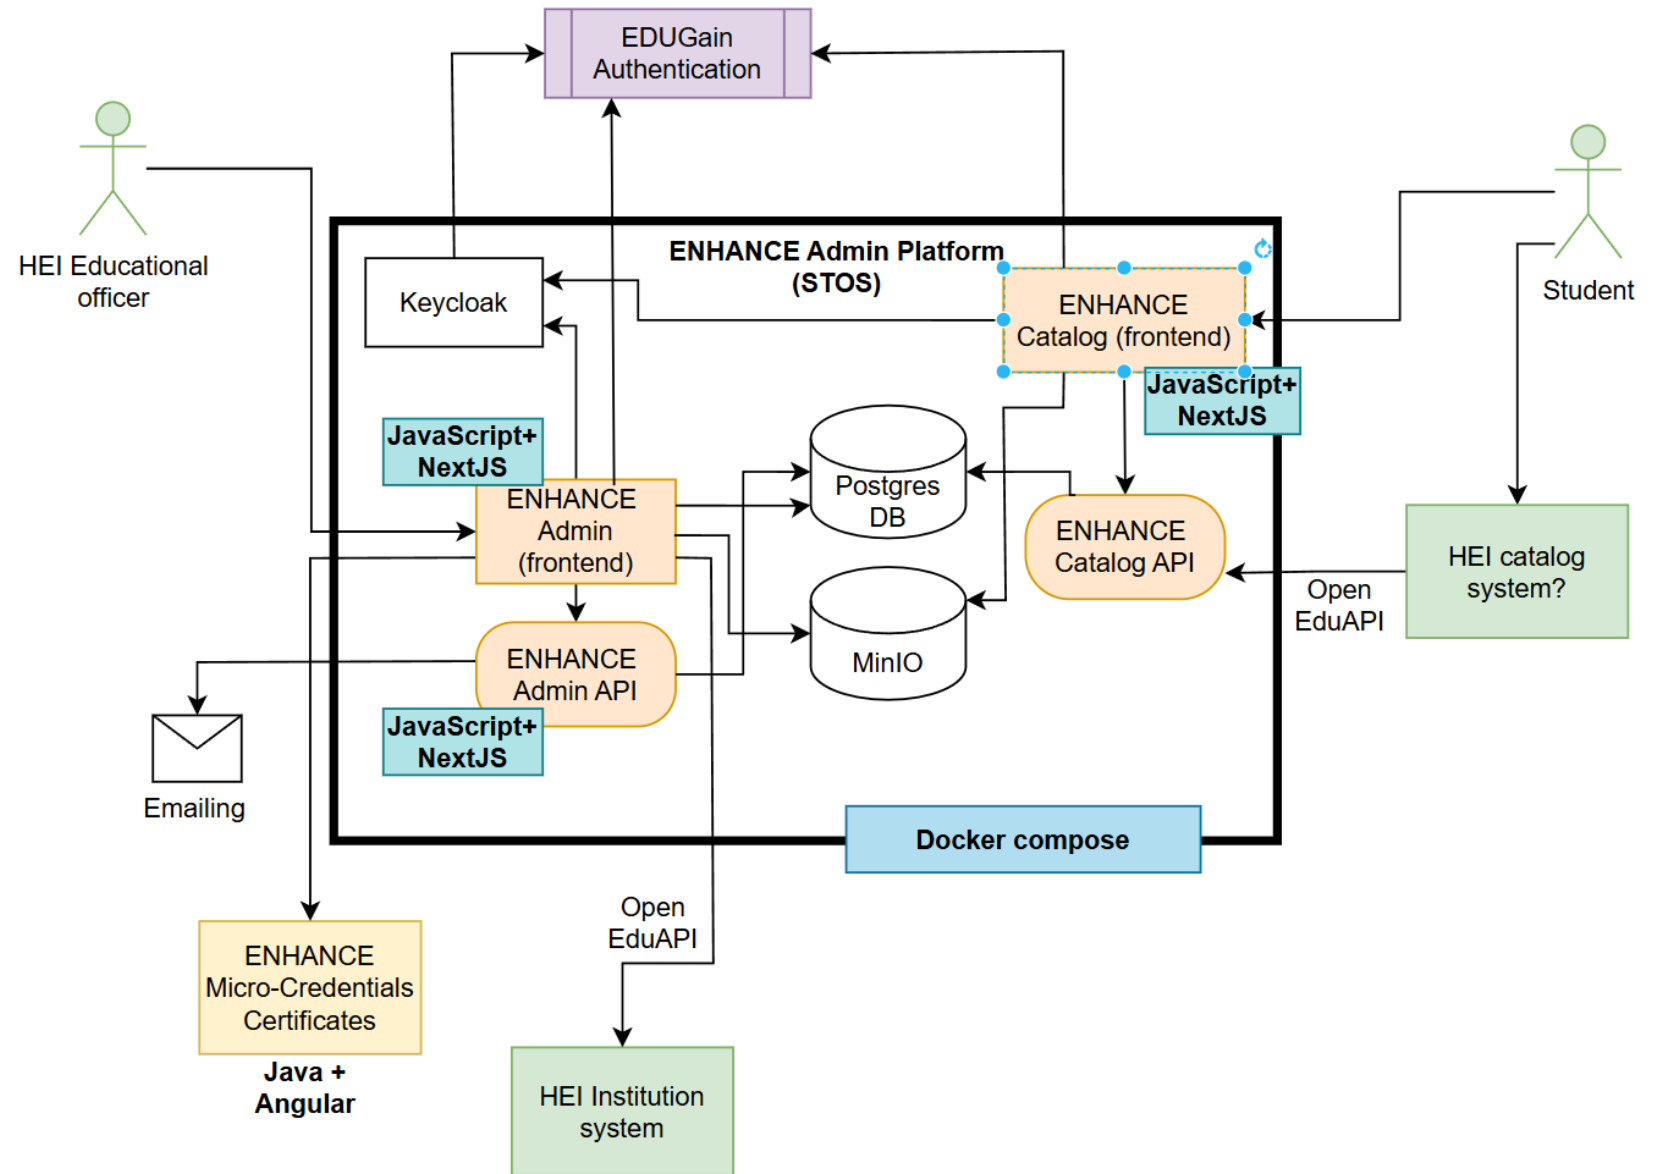 EDUGain
Authentication
HEI Educational
officer
ENHANCE Admin Platform
(STOS)
Keycloak
ENHANCE
Catalog (frontend)
Student
JavaScript+
NextJS
JavaScript+
NextJS
Postgres
DB
ENHANCE
Admin
(frontend)
ENHANCE
Catalog API
HEI catalog
system?
Open
EduAPI
ENHANCE
Admin API
MinIO
JavaScript+
NextJS
Emailing
Docker compose
Open
EduAPI
ENHANCE
Micro-Credentials
Certificates
Java +
Angular
HEI Institution
system